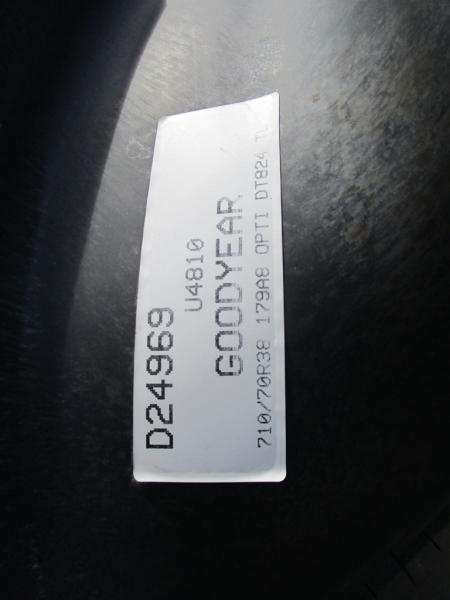 D24969
U4810
GOODYEAR
710/70R38 179A8 OPTI DT824 TL